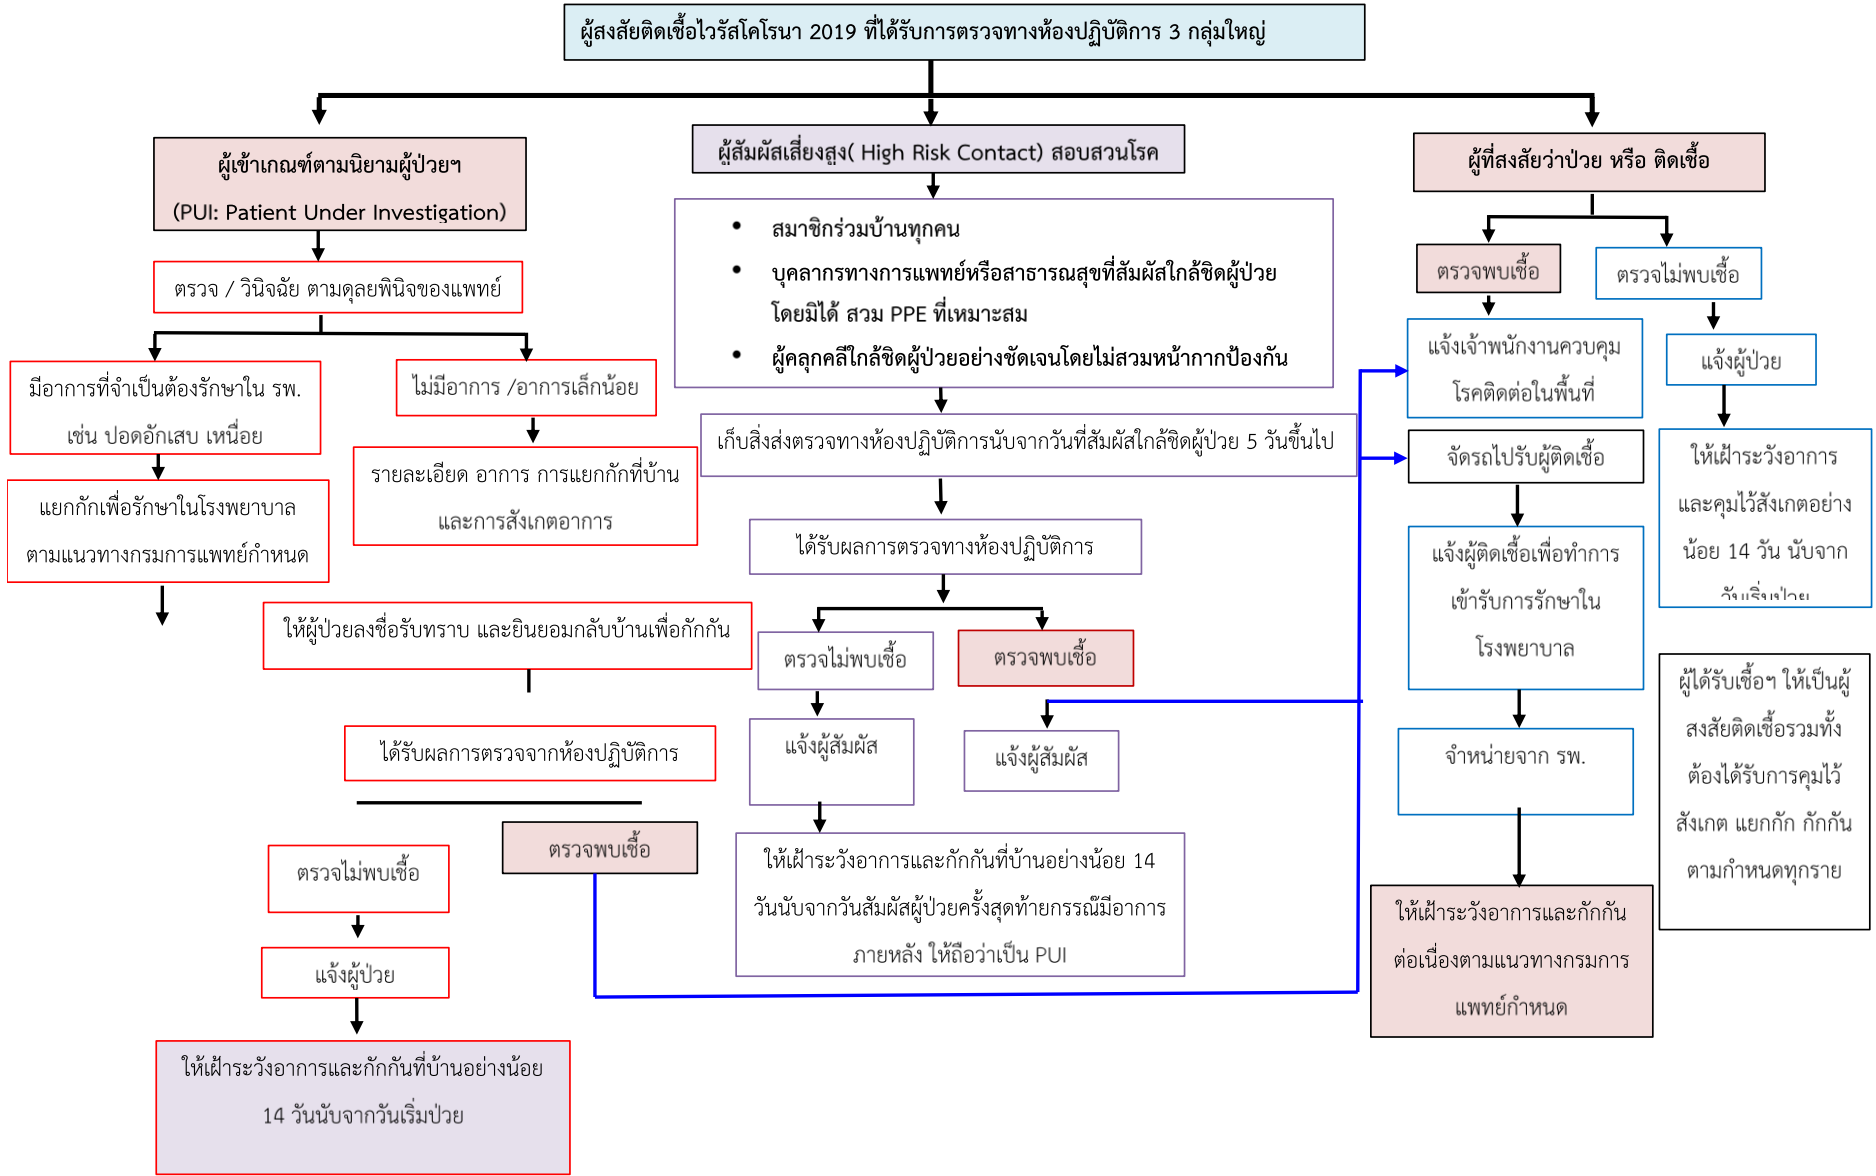 ผู้สงสัยติดเชื้อไวรัสโคโรนา 2019 ที่ได้รับการตรวจทางห้องปฏิบัติการ 3 กลุ่มใหญ่
ผู้เข้าเกณฑ์ตามนิยามผู้ป่วยฯ
(PUI: Patient Under Investigation)
ตรวจ / วินิจฉัย ตามดุลยพินิจของแพทย์
มีอาการที่จำเป็นต้องรักษาใน รพ.
เช่น ปอดอักเสบ เหนื่อย
แยกกักเพื่อรักษาในโรงพยาบาล
ตามแนวทางกรมการแพทย์กำหนด
ไม่มีอาการ /อาการเล็กน้อย
รายละเอียด อาการ การแยกกักที่บ้าน
และการสังเกตอาการ
ให้ผู้ป่วยลงชื่อรับทราบ และยินยอมกลับบ้านเพื่อกักกัน
ได้รับผลการตรวจจากห้องปฏิบัติการ
ตรวจไม่พบเชื้อ
แจ้งผู้ป่วย
ให้เฝ้าระวังอาการและกักกันที่บ้านอย่างน้อย
14 วันนับจากวันเริ่มป่วย
ตรวจพบเชื้อ
ผู้สัมผัสเสี่ยงสูง( High Risk Contact) สอบสวนโรค
• สมาชิกร่วมบ้านทุกคน
• บุคลากรทางการแพทย์หรือสาธารณสุขที่สัมผัสใกล้ชิดผู้ป่วย
โดยมิได้ สวม PPE ที่เหมาะสม
• ผู้คลุกคลีใกล้ชิดผู้ป่วยอย่างชัดเจนโดยไม่สวมหน้ากากป้องกัน
เก็บสิ่งส่งตรวจทางห้องปฏิบัติการนับจากวันที่สัมผัสใกล้ชิดผู้ป่วย 5 วันขึ้นไป
ได้รับผลการตรวจทางห้องปฏิบัติการ
ตรวจไม่พบเชื้อ
แจ้งผู้สัมผัส
ให้เฝ้าระวังอาการและกักกันที่บ้านอย่างน้อย 14
วันนับจากวันสัมผัสผู้ป่วยครั้งสุดท้ายกรรณ๊มีอาการ
ภายหลัง ให้ถือว่าเป็น PUI
ตรวจพบเชื้อ
แจ้งผู้สัมผัส
ผู้ที่สงสัยว่าป่วย หรือ ติดเชื้อ
ตรวจพบเชื้อ
แจ้งเจ้าพนักงานควบคุม
โรคติดต่อในพื้นที่
จัดรถไปรับผู้ติดเชื้อ
แจ้งผู้ติดเชื้อเพื่อทำการ
เข้ารับการรักษาใน
โรงพยาบาล
จำหน่ายจาก รพ.
ให้เฝ้าระวังอาการและกักกัน
ต่อเนื่องตามแนวทางกรมการ
แพทย์กำหนด
ตรวจไม่พบเชื้อ
แจ้งผู้ป่วย
ให้เฝ้าระวังอาการ
และคุมไว้สังเกตอย่าง
น้อย 14 วัน นับจาก
วันเริ่มป่วย
ผู้ได้รับเชื้อฯ ให้เป็นผู้
สงสัยติดเชื้อรวมทั้ง
ต้องได้รับการคุมไว้
สังเกต แยกกัก กักกัน
ตามกำหนดทุกราย